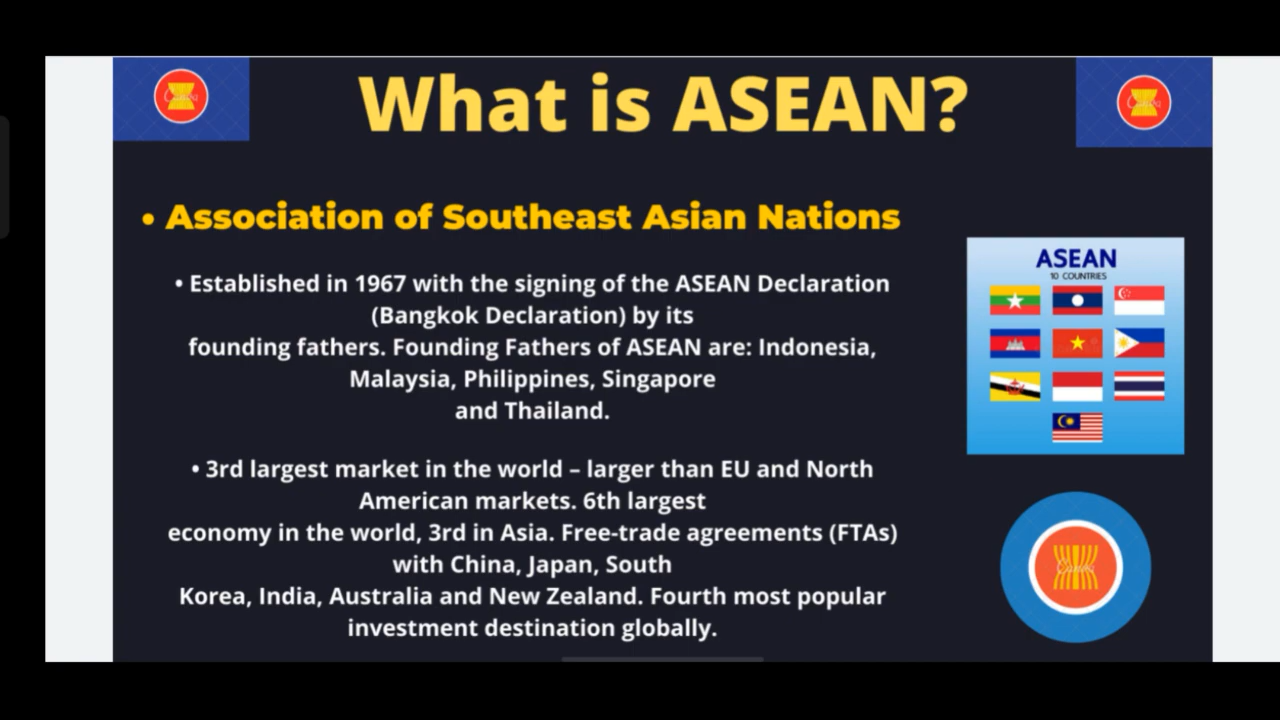 What is ASEAN?
• Association of Southeast Asian Nations
• Established in 1967 with the signing of the ASEAN Declaration
(Bangkok Declaration) by its
founding fathers. Founding Fathers of ASEAN are: Indonesia,
Malaysia, Philippines, Singapore
and Thailand.
• 3rd largest market in the world – larger than EU and North
American markets. 6th largest
economy in the world, 3rd in Asia. Free-trade agreements (FTAs)
with China, Japan, South
Korea, India, Australia and New Zealand. Fourth most popular
investment destination globally.
ASEAN
10 COUNTRIES
Canva
Canva
Canva